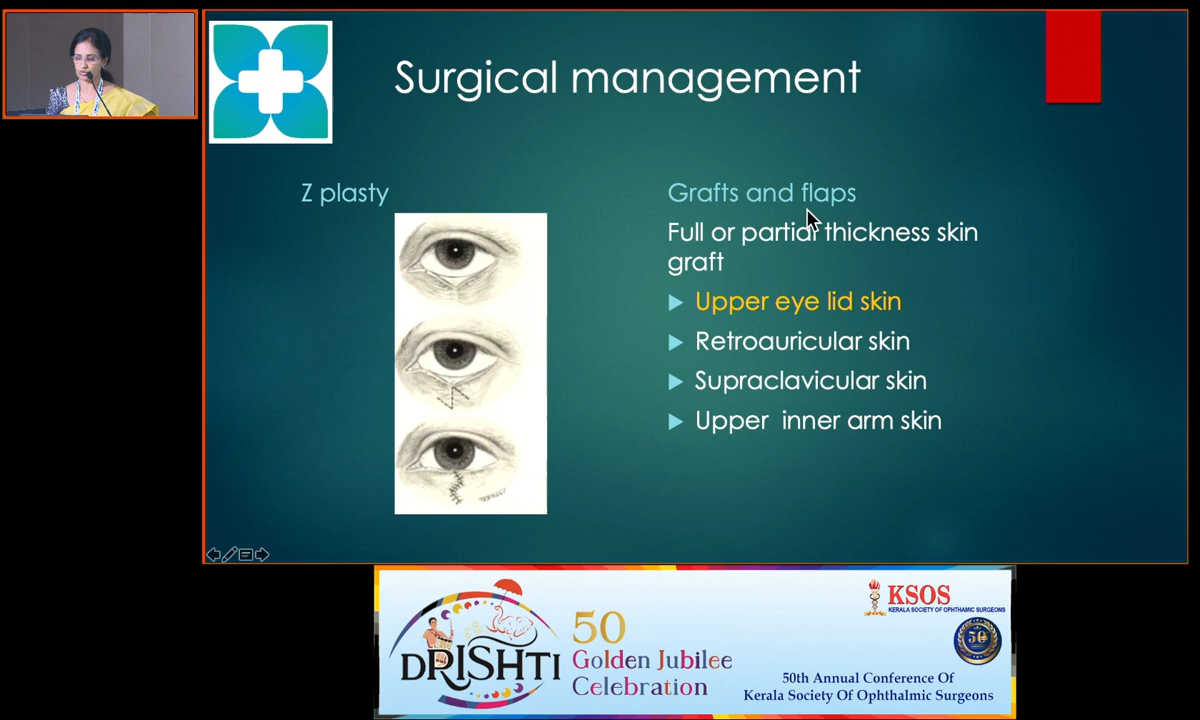 Surgical management
Z plasty
Grafts and flaps
Full or partial thickness skin
graft
Upper eye lid skin
Retroauricular skin
Supraclavicular skin
Upper inner arm skin
DRISHTI
50
Golden Jubilee
Celebration
KSOS
KERALA SOCIETY OF OPHTHAMIC SURGEONS
50
50th Annual Conference Of
Kerala Society Of Ophthalmic Surgeons